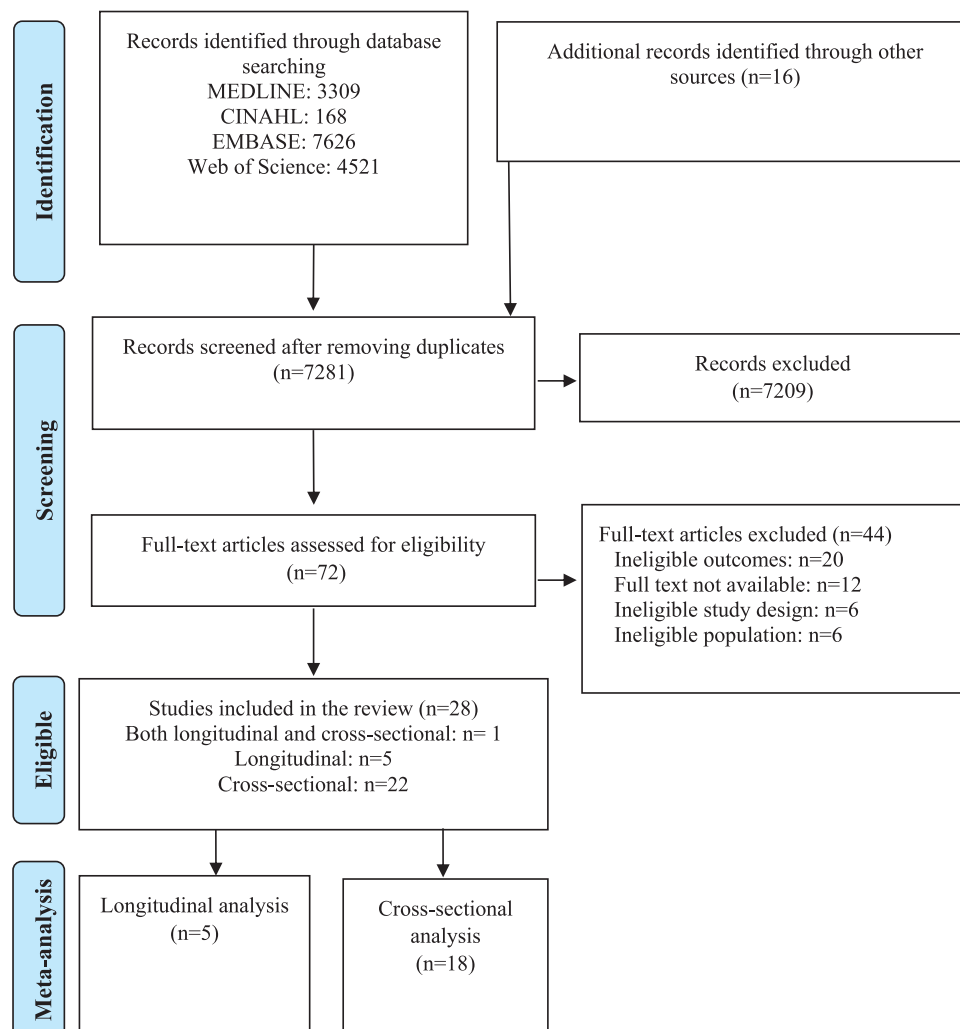 Identification
Records identified through database
searching
MEDLINE: 3309
CINAHL: 168
EMBASE: 7626
Web of Science: 4521
Additional records identified through other
sources (n=16)
Screening
Records screened after removing duplicates
(n=7281)
Records excluded
(n=7209)
Full-text articles assessed for eligibility
(n=72)
Full-text articles excluded (n=44)
Ineligible outcomes: n=20
Full text not available: n=12
Ineligible study design: n=6
Ineligible population: n=6
Eligible
Studies included in the review (n=28)
Both longitudinal and cross-sectional: n= 1
Longitudinal: n=5
Cross-sectional: n=22
Meta-analysis
Longitudinal analysis
(n=5)
Cross-sectional
analysis
(n=18)